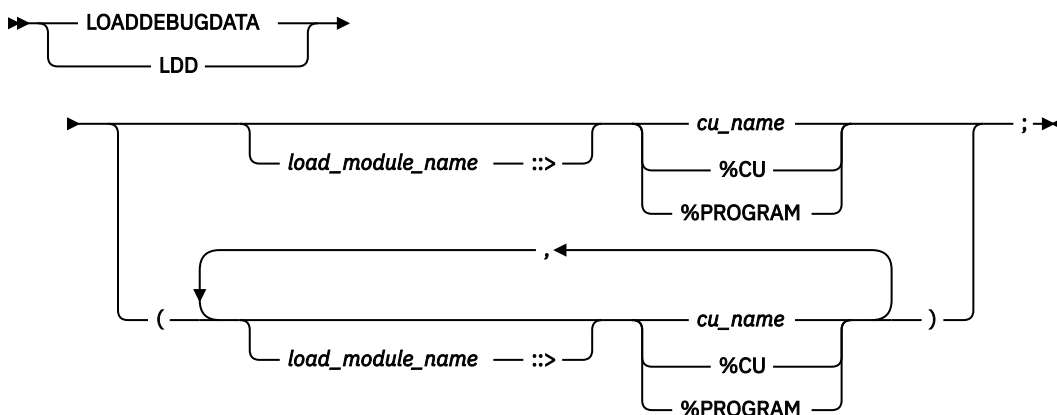 LOADDEBUGDATA
LDD
cu_name
;
load_module_name ::>
%CU
%PROGRAM
,
(
cu_name
)
load_module_name ::>
%CU
%PROGRAM